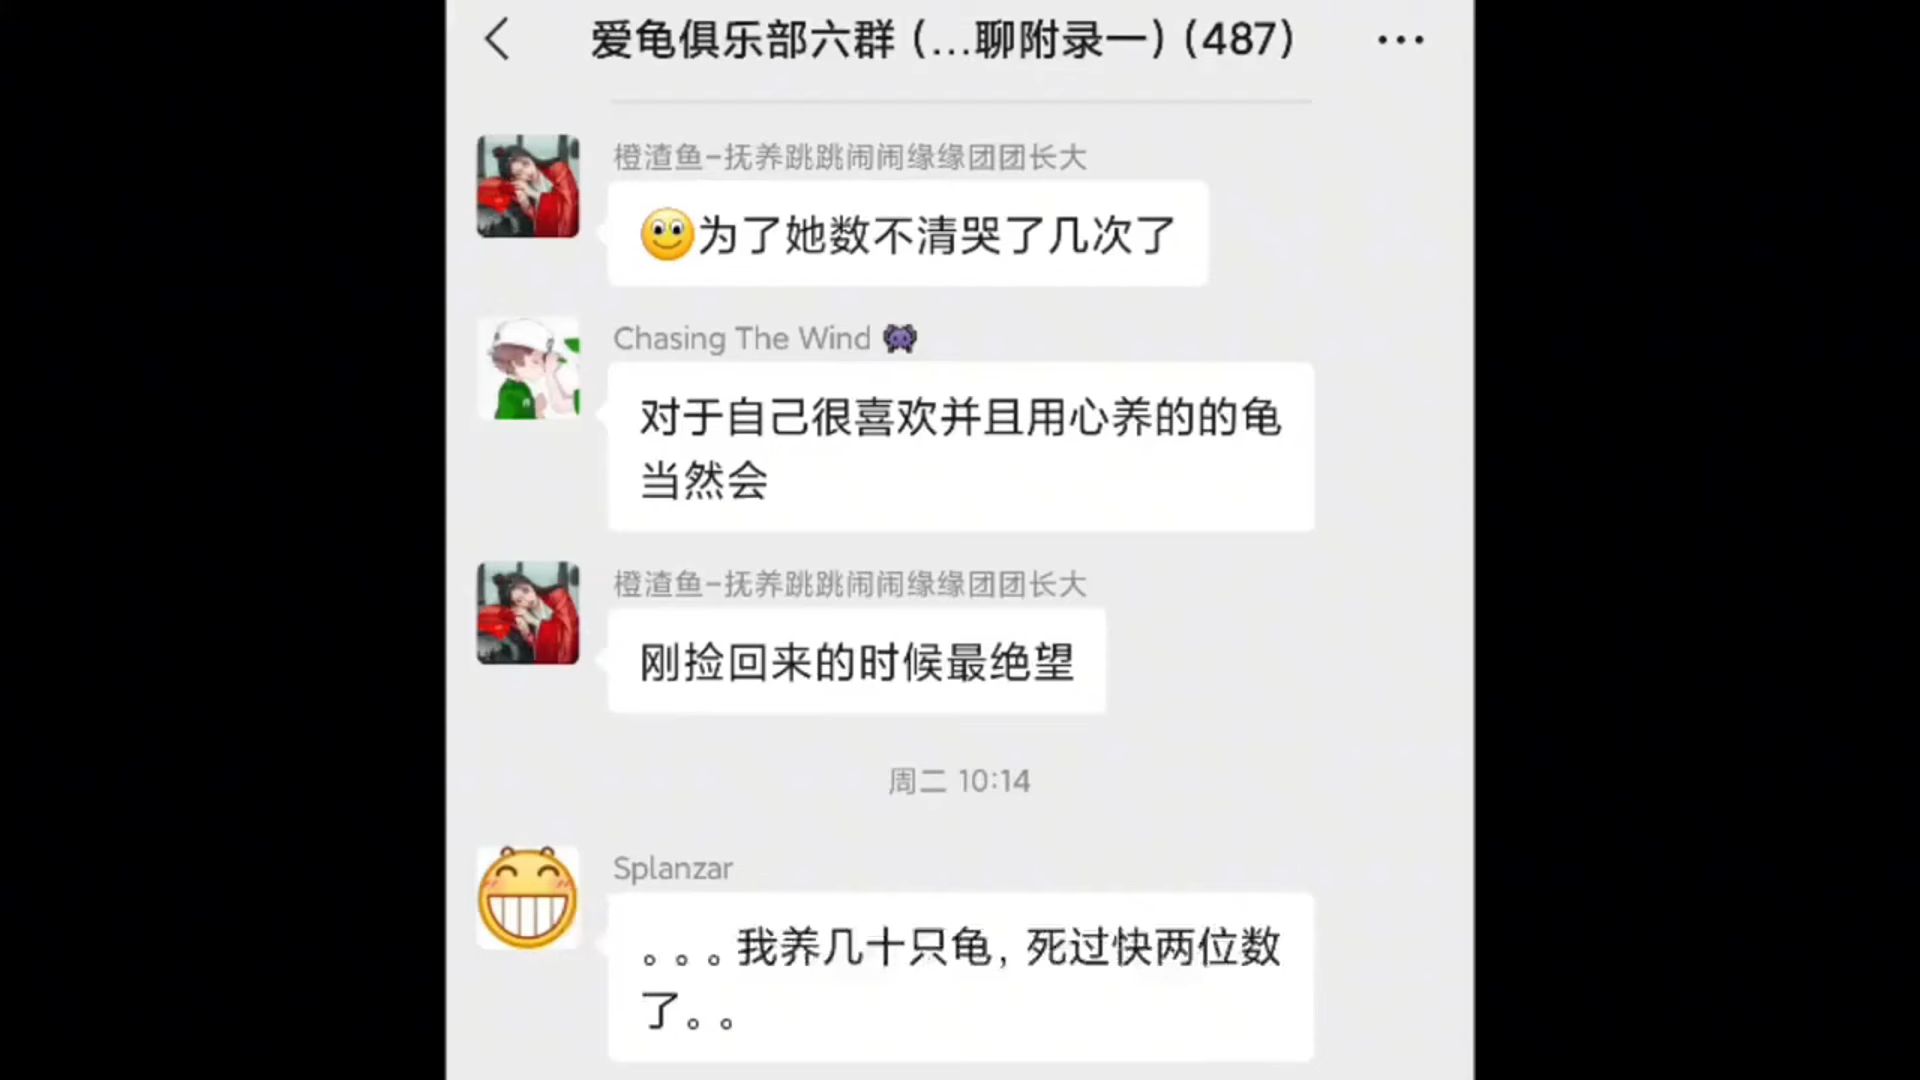 爱龟俱乐部六群 (...聊附录一) (487)
橙渣鱼-抚养跳跳闹闹缘缘团团长大
为了她数不清哭了几次了
Chasing The Wind
对于自己很喜欢并且用心养的的龟
当然会
橙渣鱼-抚养跳跳闹闹缘缘团团长大
刚捡回来的时候最绝望
周二 10:14
Splanzar
。。。我养几十只龟，死过快两位数
了。。